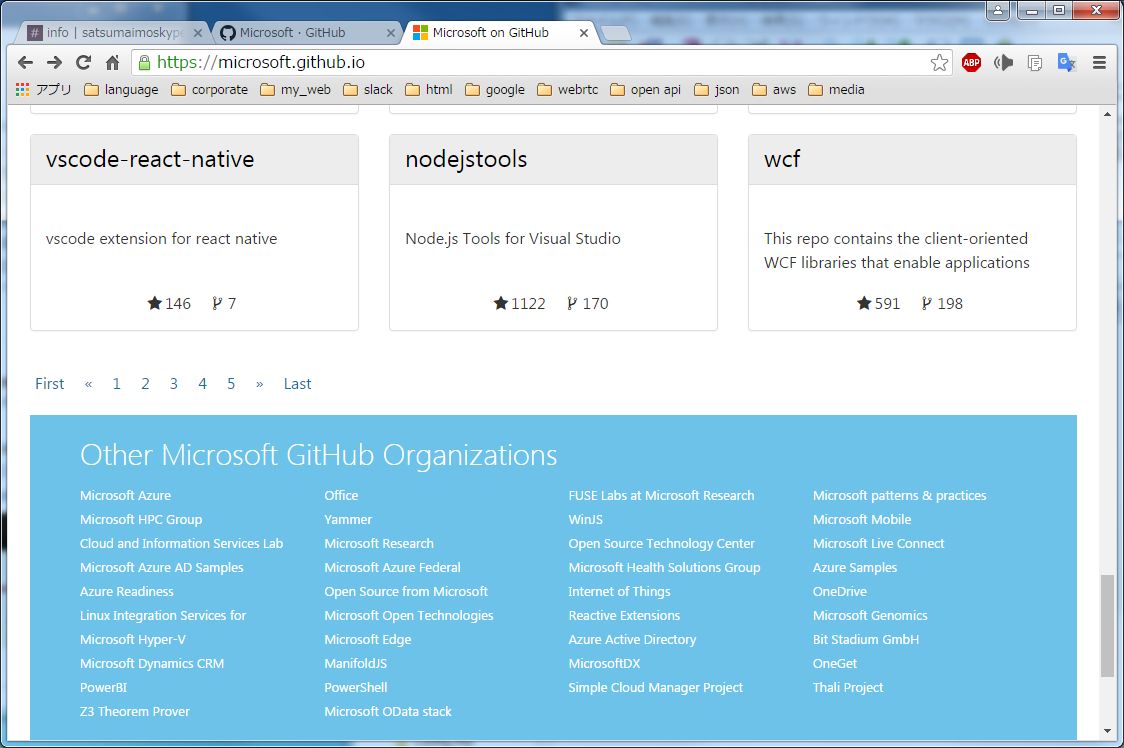 info | satsumaimoskype
Microsoft · GitHub
Microsoft on GitHub
https://microsoft.github.io
ABP
アプリ language corporate my_web slack html google webrtc open api json aws media
vscode-react-native
vscode extension for react native
146 7
nodejstools
Node.js Tools for Visual Studio
1122 170
wcf
This repo contains the client-oriented
WCF libraries that enable applications
591 198
First « 1 2 3 4 5 » Last
Other Microsoft GitHub Organizations
Microsoft Azure
Microsoft HPC Group
Cloud and Information Services Lab
Microsoft Azure AD Samples
Azure Readiness
Linux Integration Services for
Microsoft Hyper-V
Microsoft Dynamics CRM
PowerBI
Z3 Theorem Prover
Office
Yammer
Microsoft Research
Microsoft Azure Federal
Open Source from Microsoft
Microsoft Open Technologies
Microsoft Edge
ManifoldJS
PowerShell
Microsoft OData stack
FUSE Labs at Microsoft Research
WinJS
Open Source Technology Center
Microsoft Health Solutions Group
Internet of Things
Reactive Extensions
Azure Active Directory
MicrosoftDX
Simple Cloud Manager Project
Microsoft patterns & practices
Microsoft Mobile
Microsoft Live Connect
Azure Samples
OneDrive
Microsoft Genomics
Bit Stadium GmbH
OneGet
Thali Project